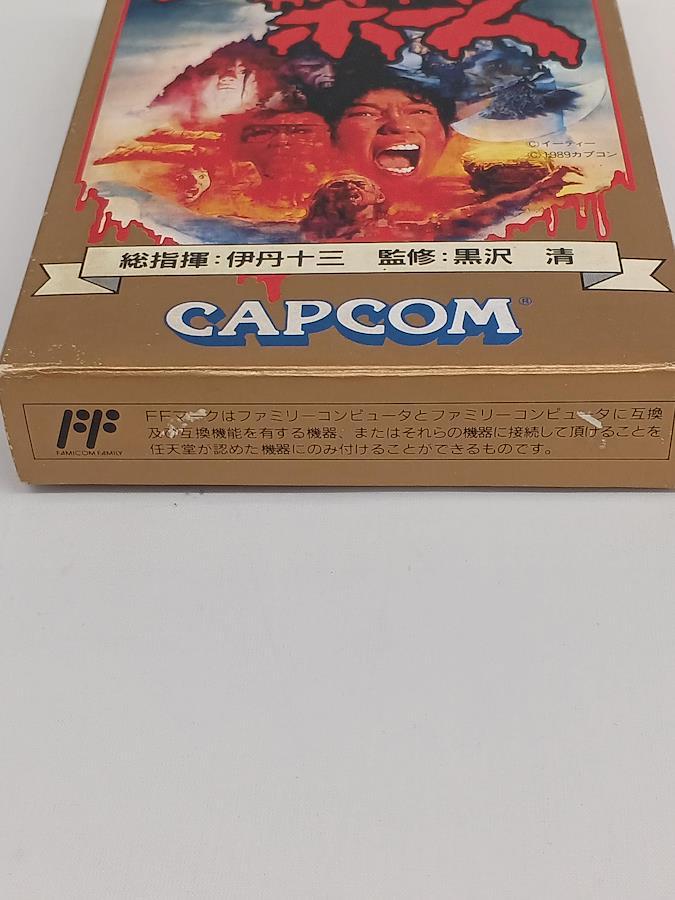 ホーム
©イーティー
©1989カプコン
総指揮：伊丹十三 監修：黒沢 清
CAPCOM®
FFマークはファミリーコンピュータとファミリーコンピュータに互換
及び互換機能を有する機器、またはそれらの機器に接続して頂けることを
任天堂が認めた機器にのみ付けることができるものです。
FF
FAMICOM FAMILY